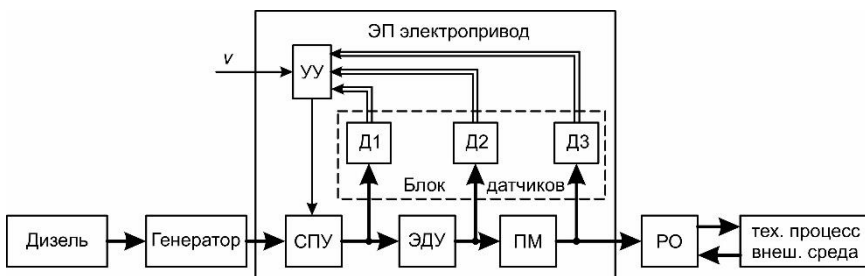 ЭП электропривод
v
УУ
Д1
Д2
Д3
Блок датчиков
Дизель
Генератор
СПУ
ЭДУ
ПМ
РО
тех. процесс
внеш. среда